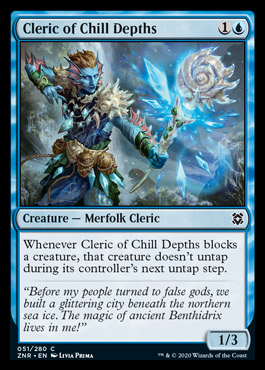 Cleric of Chill Depths 1
Creature — Merfolk Cleric
Whenever Cleric of Chill Depths blocks
a creature, that creature doesn't untap
during its controller's next untap step.
“Before my people turned to false gods, we
built a glittering city beneath the northern
sea ice. The magic of ancient Benthidrix
lives in me!”
1/3
051/280 C
ZNR • EN LIVIA PRIMA
™ & © 2020 Wizards of the Coast